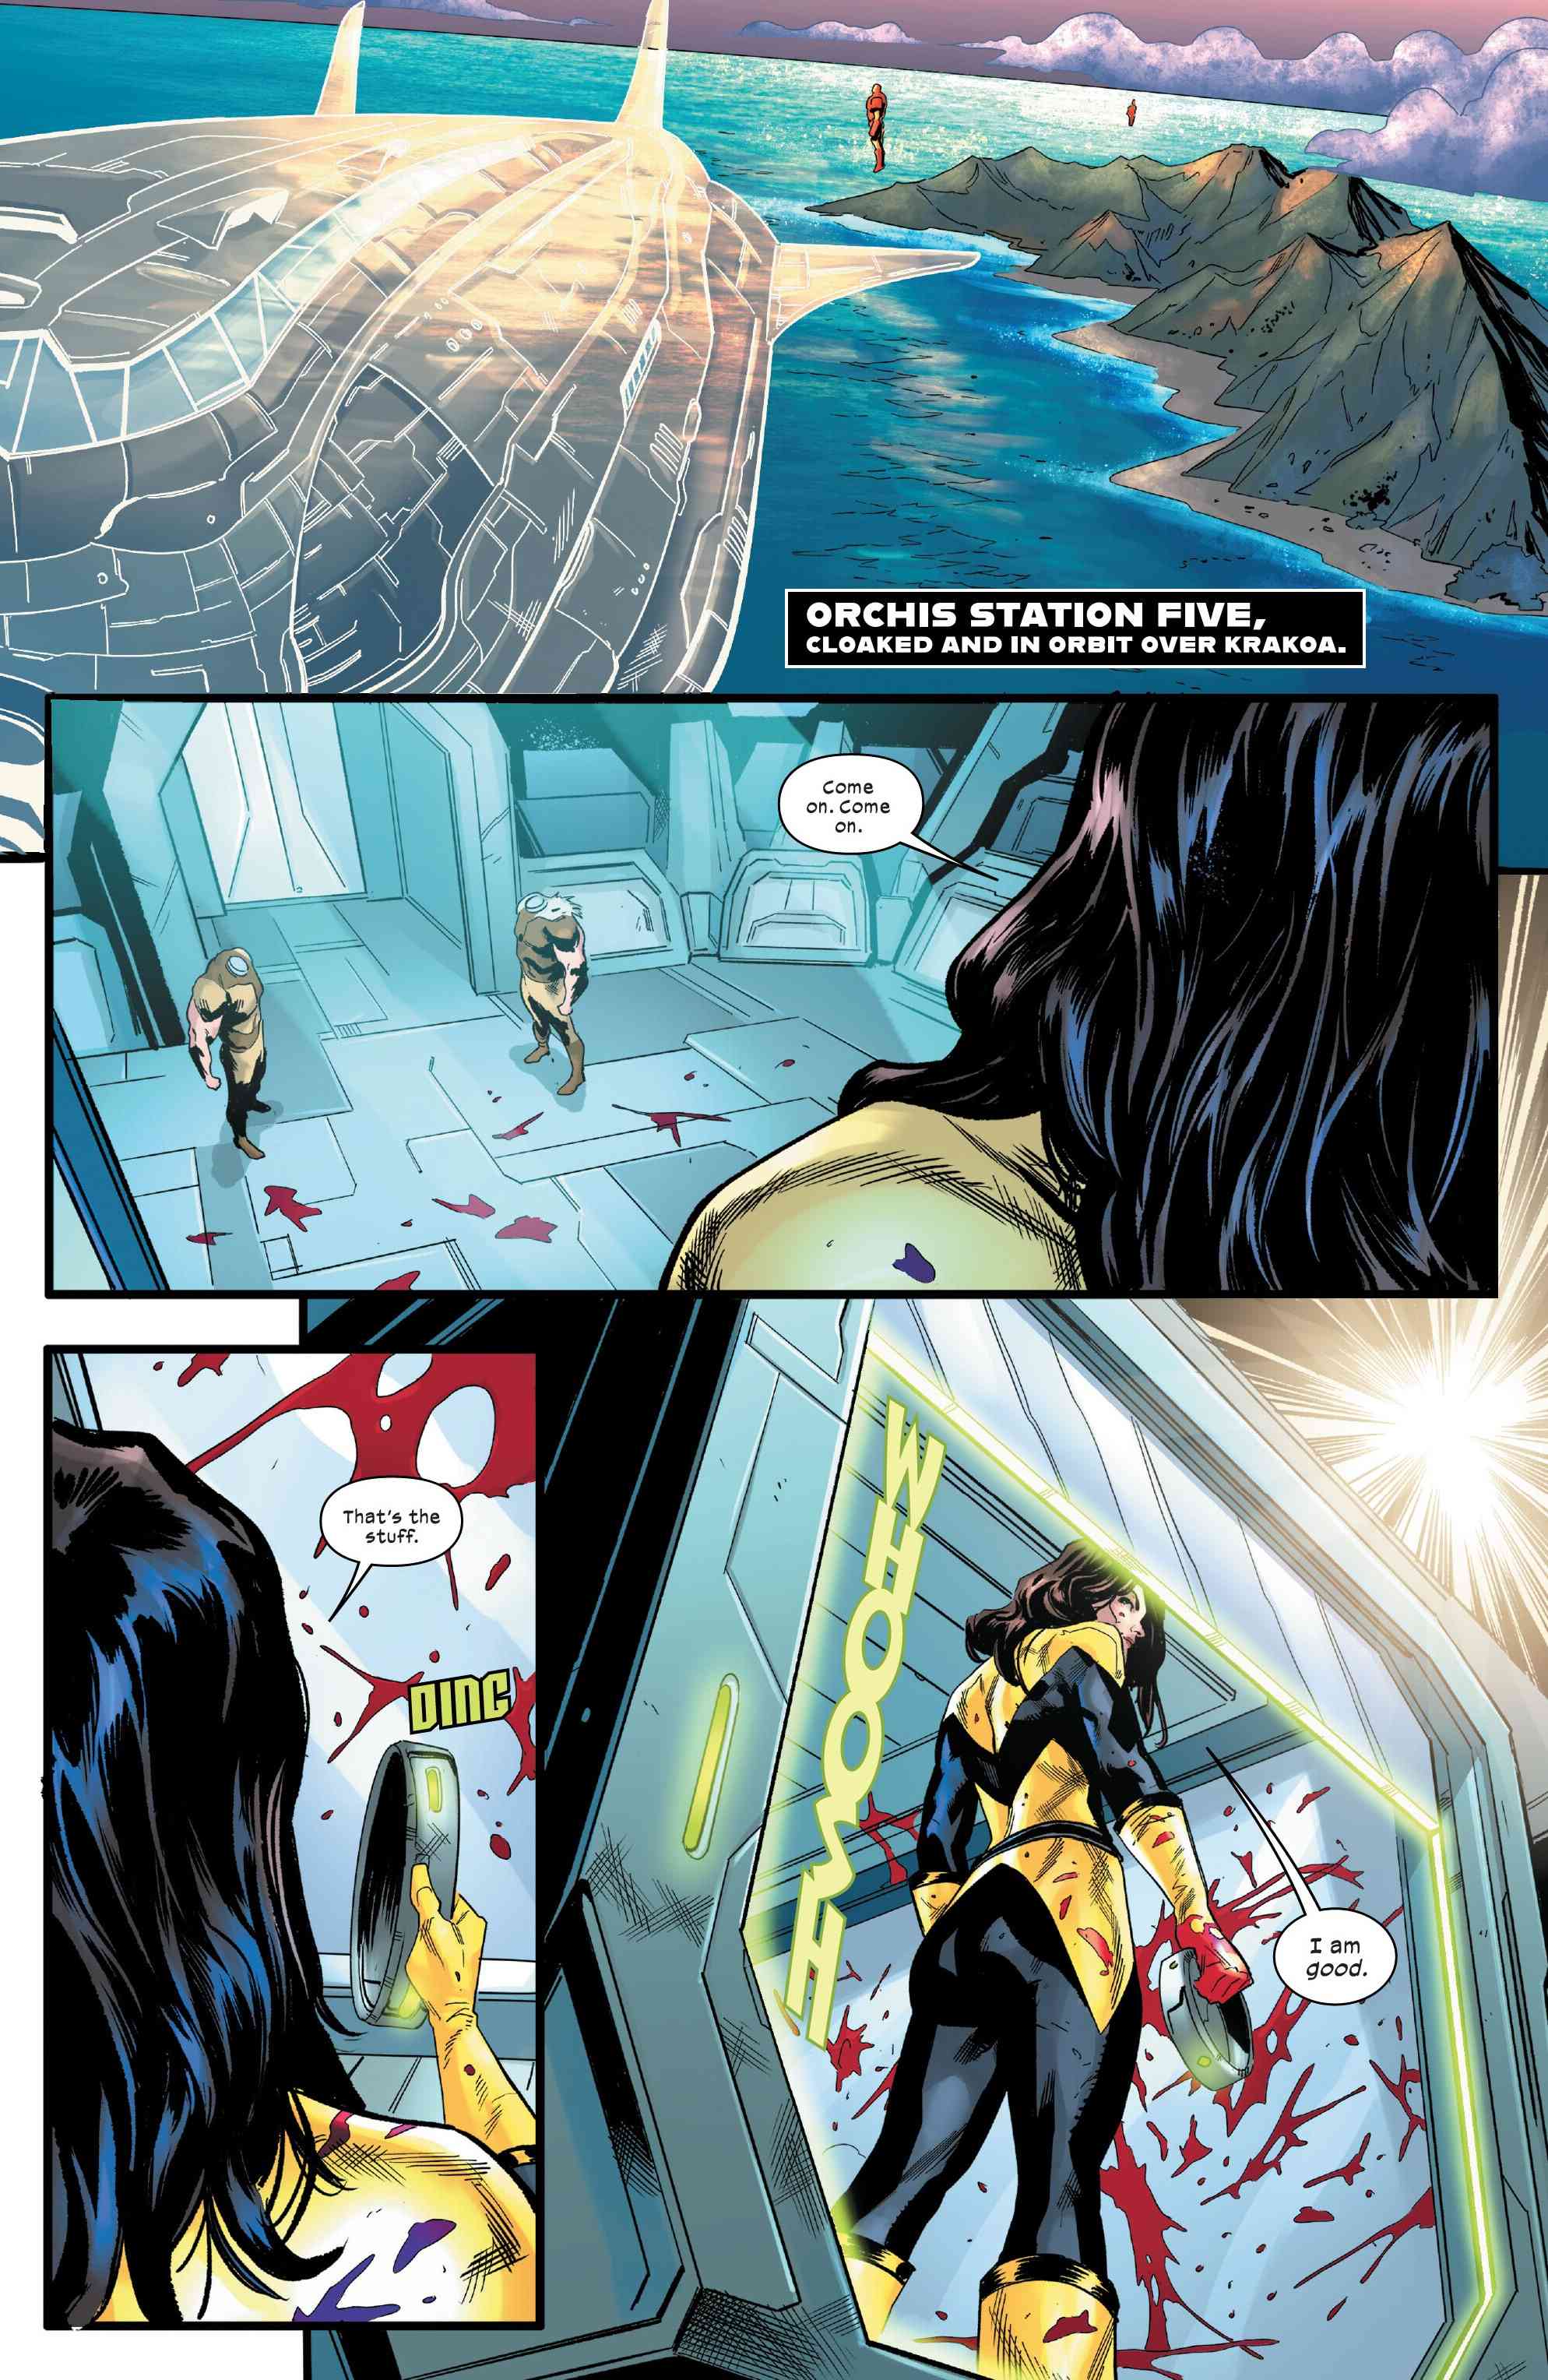 ORCHIS STATION FIVE,
CLOAKED AND IN ORBIT OVER KRAKOA.
Come
on. Come
on.
That's the
stuff.
DING
WHOOSH
I am
good.